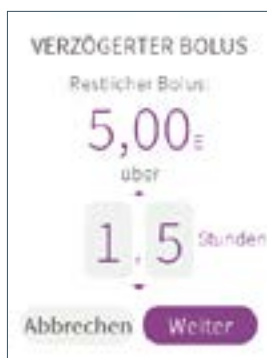 VERZÖGERTER BOLUS
Restlicher Bolus:
5,00 E
über
1,5 Stunden
Abbrechen Weiter